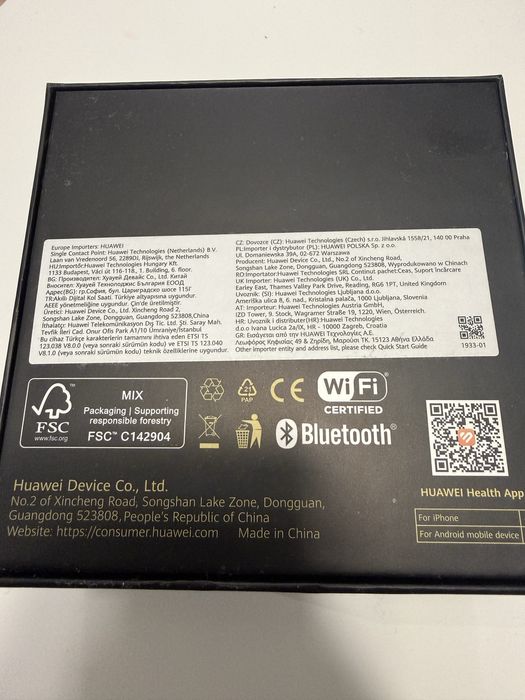 Europe Importers: HUAWEI
Single Contact Point: Huawei Technologies (Netherlands) B.V.
Laan van Vredenoord 56, 2289DJ, Rijswijk, the Netherlands
HU:Importőr:Huawei Technologies Hungary Kft.
1133 Budapest, Váci út 116-118., 1. Building, 6. floor.
BG: Производител: Хуауей Девайс Ко., Лтд. Китай
Вносител: Хуауей Технолоджис България ЕООД
Адрес(BG): гр.София, бул. Цариградско шосе 115Г
TR:Akıllı Dijital Kol Saati. Türkiye altyapısına uygundur.
AEEE yönetmeliğine uygundur. Çin'de üretilmiştir.
Üretici: Huawei Device Co., Ltd. No.2 of Xincheng Road,
Songshan Lake Zone, Dongguan, Guangdong 523808,China
İthalatçı: Huawei Telekomünikasyon Dış Tic. Ltd. Şti. Saray Mah.
Tevfik İleri Cad. Onur Ofis Park A1/10 Ümraniye/İstanbul
Bu cihaz Türkçe karakterlerin tamamını ihtiva eden ETSI TS
123.038 V8.0.0 (veya sonraki sürümün kodu) ve ETSI TS 123.040
V8.1.0 (veya sonraki sürümün kodu) teknik özelliklerine uygundur.
CZ: Dovozce (CZ): Huawei Technologies (Czech) s.r.o. Jihlavská 1558/21, 140 00 Praha
PL:Importer i dystrybutor (PL): HUAWEI POLSKA Sp. z o.o.
Ul. Domaniewska 39A, 02-672 Warszawa
Producent: Huawei Device Co., Ltd., No.2 of Xincheng Road,
Songshan Lake Zone, Dongguan, Guangdong 523808, Wyprodukowano w Chinach
RO:Importator:Huawei Technologies SRL Continut pachet:Ceas, Suport încărcare
UK Importer: Huawei Technologies (UK) Co., Ltd.
Earley East, Thames Valley Park Drive, Reading, RG6 1PT, United Kingdom
Uvoznik: (SI): Huawei Technologies Ljubljana d.o.o.
Ameriška ulica 8, 6. nad., Kristalna palača, 1000 Ljubljana, Slovenia
AT: Importeur: Huawei Technologies Austria GmbH
IZD Tower, 9. Stock, Wagramer Straße 19, 1220, Wien, Österreich.
HR: Uvoznik i distributer(HR):Huawei Technologies
d.o.o Ivana Lucica 2a/IX, HR - 10000 Zagreb, Croatia
GR: Εισάγεται από την HUAWEI Τεχνολογίες Α.Ε.
Λεωφόρος Κηφισίας 49 & Ζηρίδη, Μαρούσι ΤΚ. 15123 Αθήνα Ελλάδα.
Other importer entity and address list, please check Quick Start Guide
1933-01
FSC
www.fsc.org
MIX
Packaging | Supporting
responsible forestry
FSC™ C142904
21
PAP
CE
Wi Fi
CERTIFIED
Bluetooth®
Huawei Device Co., Ltd.
No.2 of Xincheng Road, Songshan Lake Zone, Dongguan,
Guangdong 523808, People's Republic of China
Website: https://consumer.huawei.com Made in China
HUAWEI Health App
For iPhone
For Android mobile device